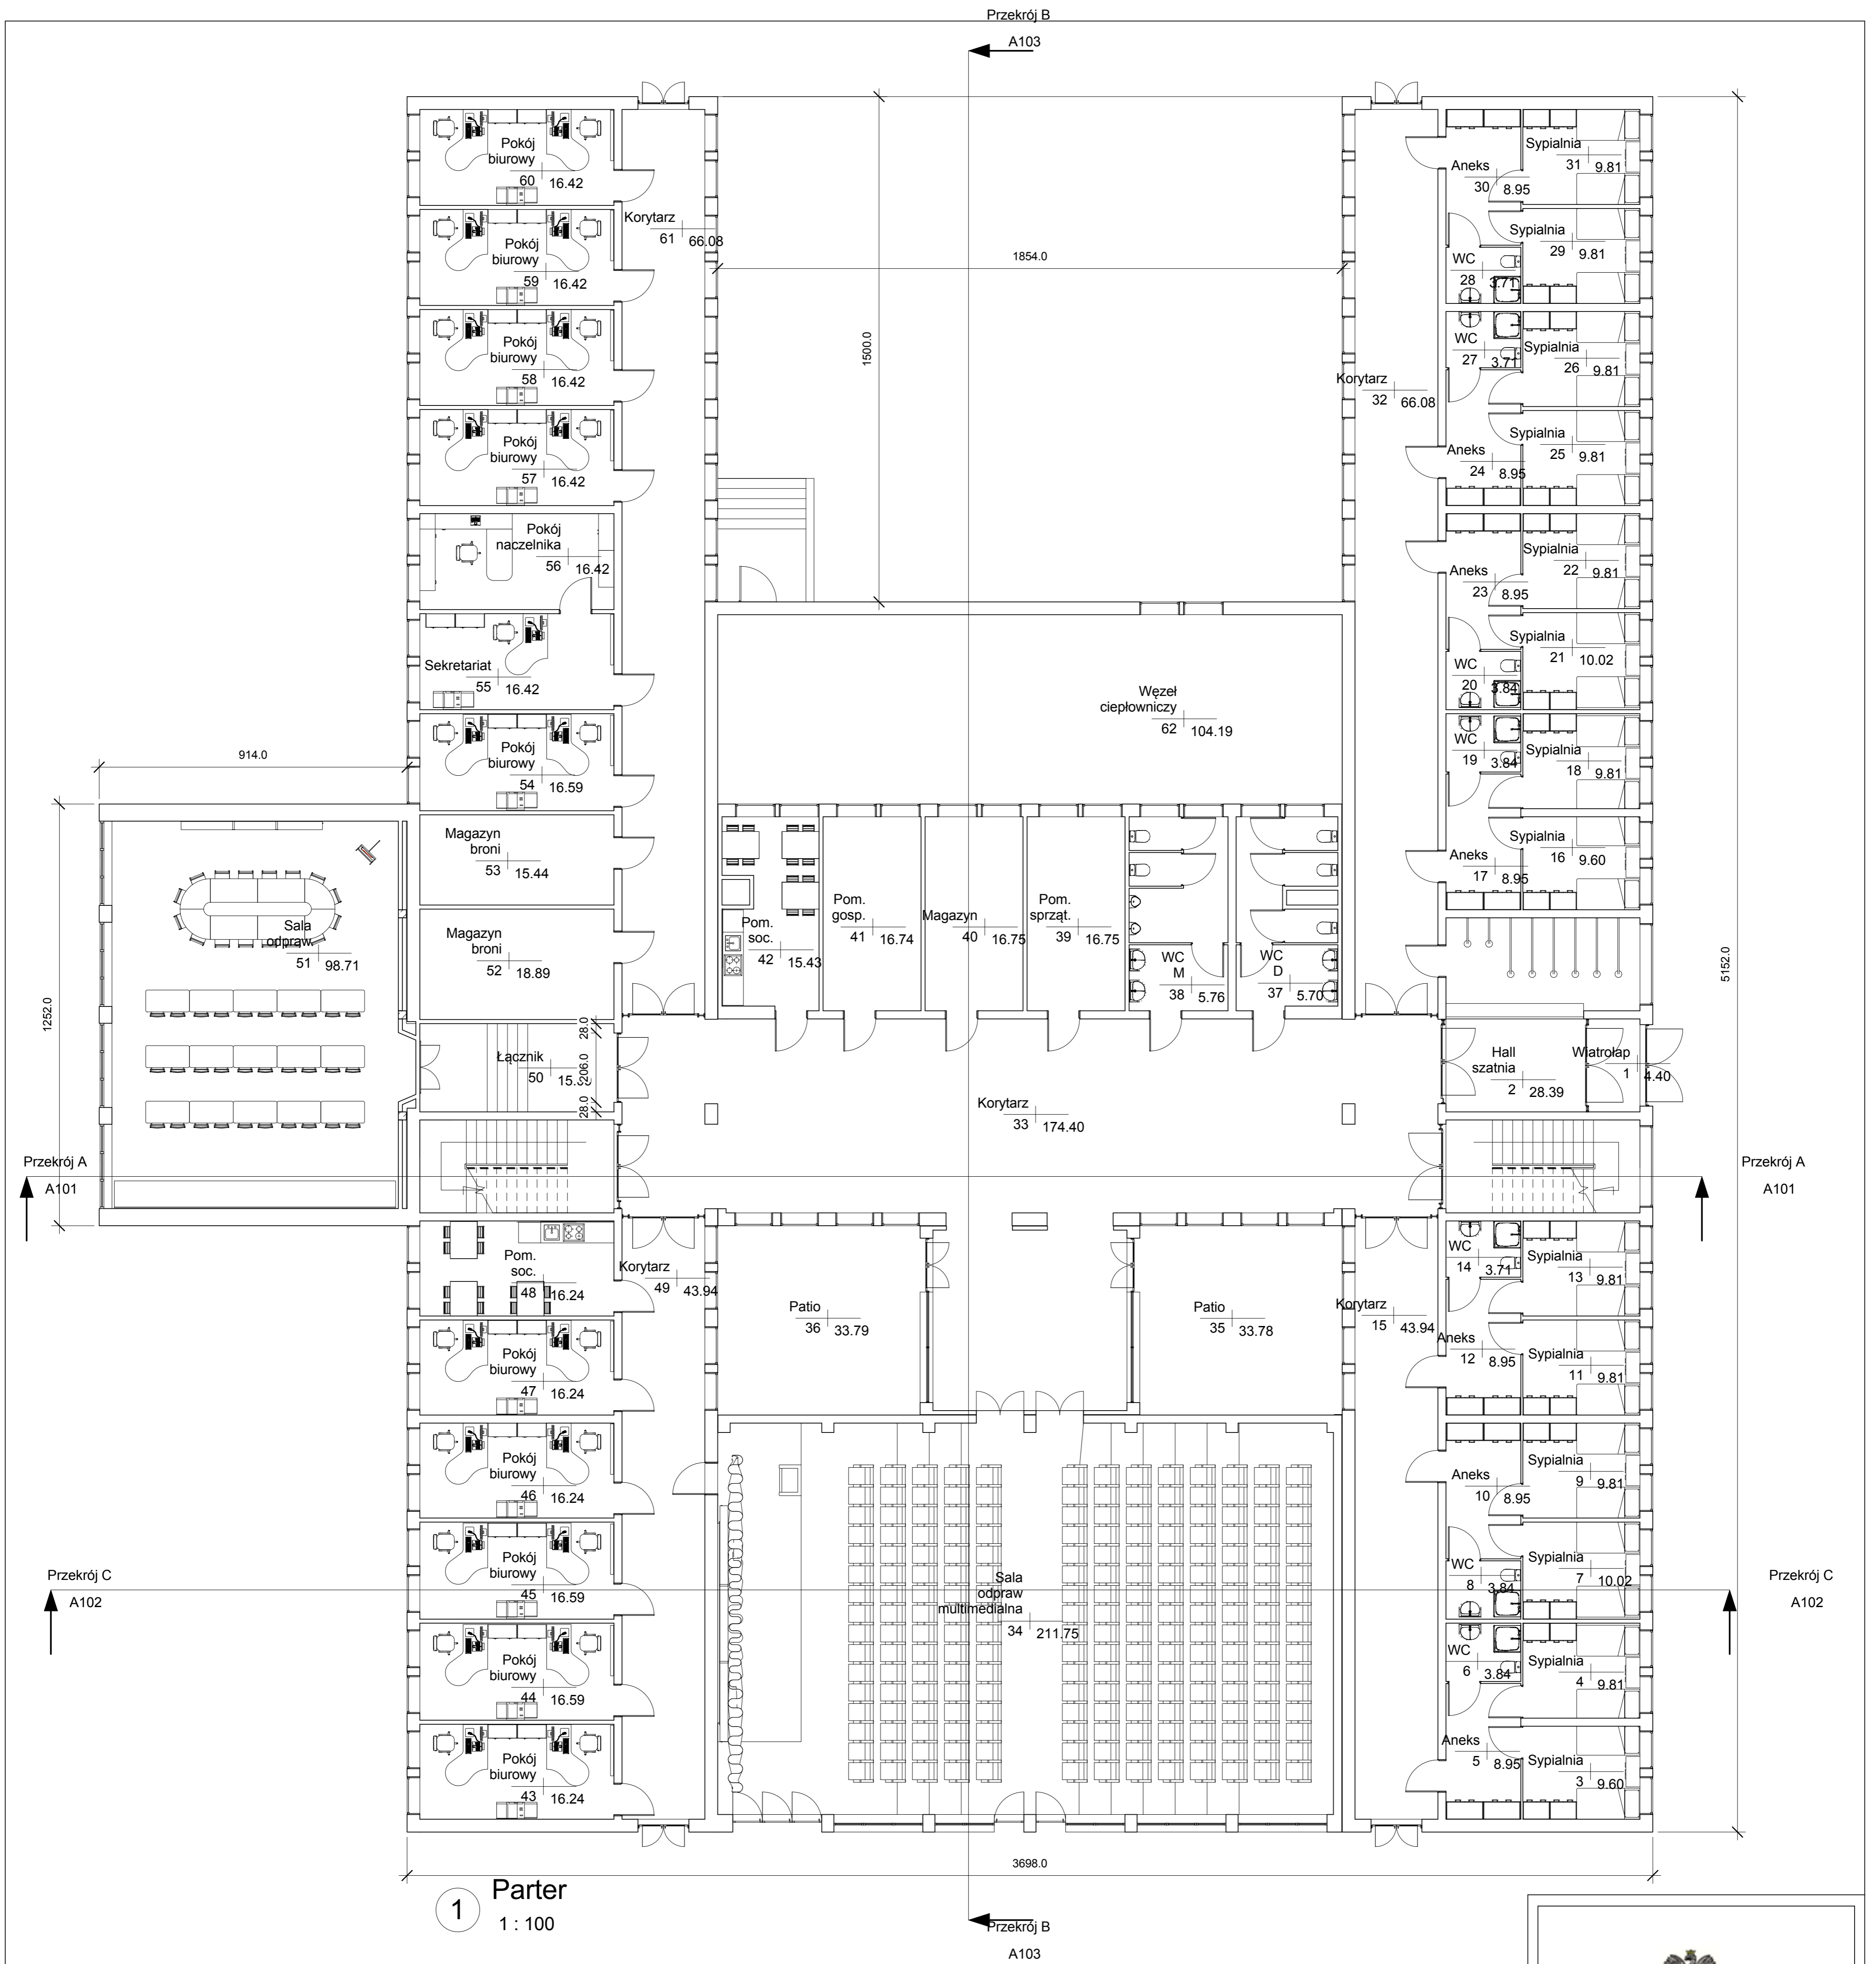 Przekrój B
A103
Pokój
biurowy
60 16.42
Korytarz
61 66.08
Pokój
biurowy
59 16.42
Pokój
biurowy
58 16.42
Pokój
biurowy
57 16.42
Pokój
naczelnika
56 16.42
Sekretariat
55 16.42
Pokój
biurowy
54 16.59
Magazyn
broni
53 15.44
Magazyn
broni
52 18.89
914.0
1252.0
Sala
odpraw.
51 98.71
Łącznik
50
28.0
206.0
28.0
1854.0
1500.0
Węzeł
ciepłowniczy
62 104.19
Pom.
soc.
42 15.43
Pom.
gosp.
41 16.74
Magazyn
40 16.75
Pom.
sprząt.
39 16.75
WC
M
38 5.76
WC
D
37 5.70
Korytarz
33 174.40
Korytarz
32 66.08
Sypialnia
31 9.81
Aneks
30 8.95
Sypialnia
29 9.81
WC
28 3.71
WC
27 3.71
Sypialnia
26 9.81
Sypialnia
25 9.81
Aneks
24 8.95
Sypialnia
22 9.81
Aneks
23 8.95
Sypialnia
21 10.02
WC
20 3.84
WC
19 3.84
Sypialnia
18 9.81
Sypialnia
16 9.60
Aneks
17 8.95
5152.0
Hall
szatnia
2 28.39
Wiatrołap
1 4.40
Przekrój A
A101
Przekrój A
A101
Pom.
soc.
48 16.24
Korytarz
49 43.94
Patio
36 33.79
Patio
35 33.78
Korytarz
15 43.94
WC
14 3.71
Sypialnia
13 9.81
Aneks
12 8.95
Sypialnia
11 9.81
Pokój
biurowy
47 16.24
Pokój
biurowy
46 16.24
Pokój
biurowy
45 16.59
Pokój
biurowy
44 16.59
Pokój
biurowy
43 16.24
Sala
odpraw
multimedialna
34 211.75
Aneks
10 8.95
Sypialnia
9 9.81
WC
8 3.84
Sypialnia
7 10.02
WC
6 3.84
Sypialnia
4 9.81
Aneks
5 8.95
Sypialnia
3 9.60
Przekrój C
A102
Przekrój C
A102
3698.0
1
Parter
1 : 100
Przekrój B
A103